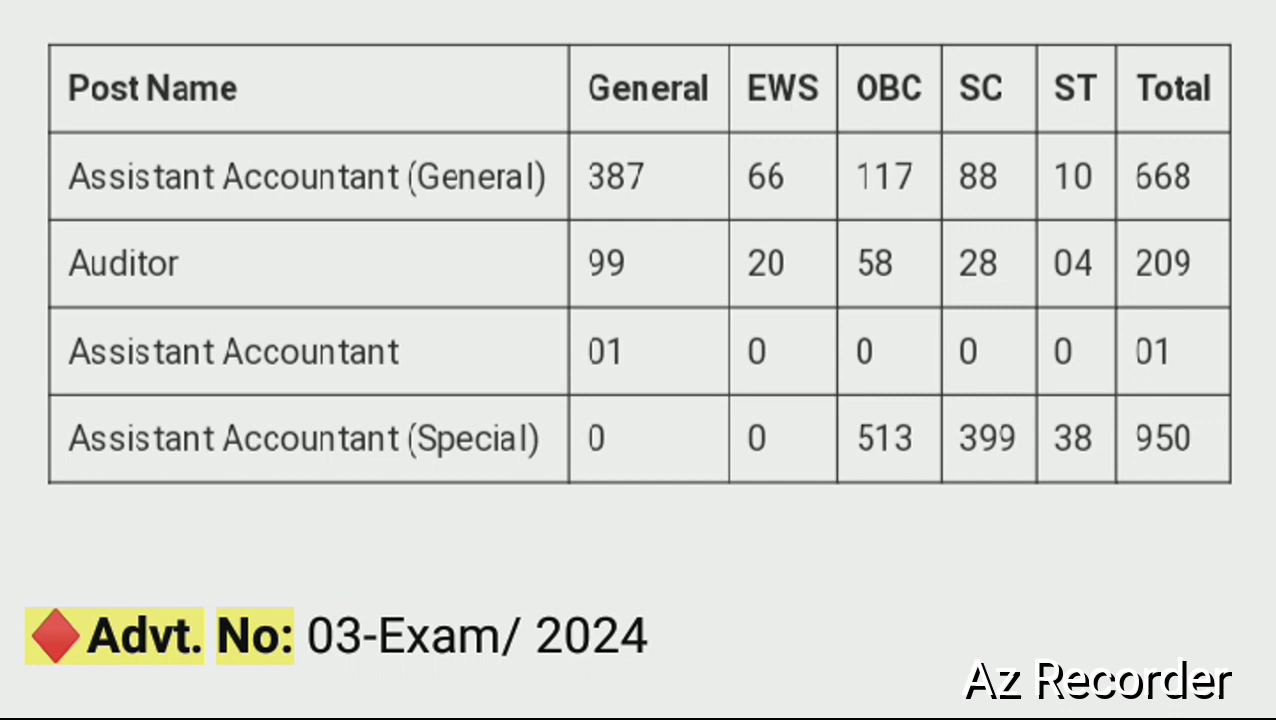 Post Name General EWS OBC SC ST Total
Assistant Accountant (General) 387 66 117 88 10 668
Auditor 99 20 58 28 04 209
Assistant Accountant 01 0 0 0 0 01
Assistant Accountant (Special) 0 0 513 399 38 950
♦️Advt. No: 03-Exam/ 2024
Az Recorder